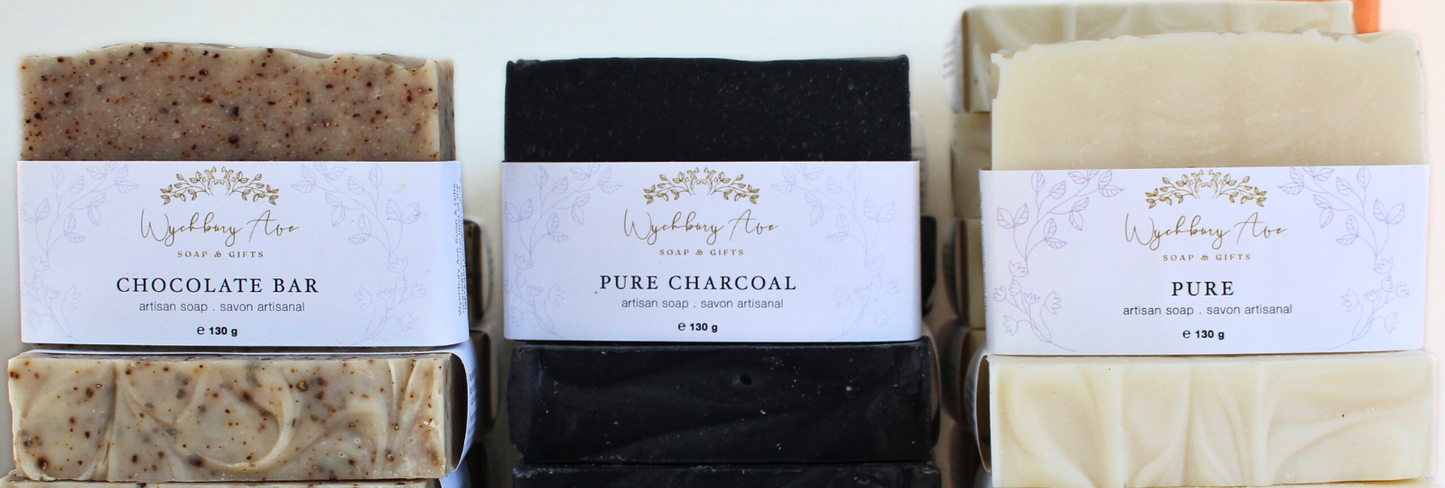 Wychbury Ave
SOAP & GIFTS
CHOCOLATE BAR
artisan soap . savon artisanal
e 130 g
Wychbury Ave
SOAP & GIFTS
PURE CHARCOAL
artisan soap . savon artisanal
e 130 g
Wychbury Ave
SOAP & GIFTS
PURE
artisan soap . savon artisanal
e 130 g